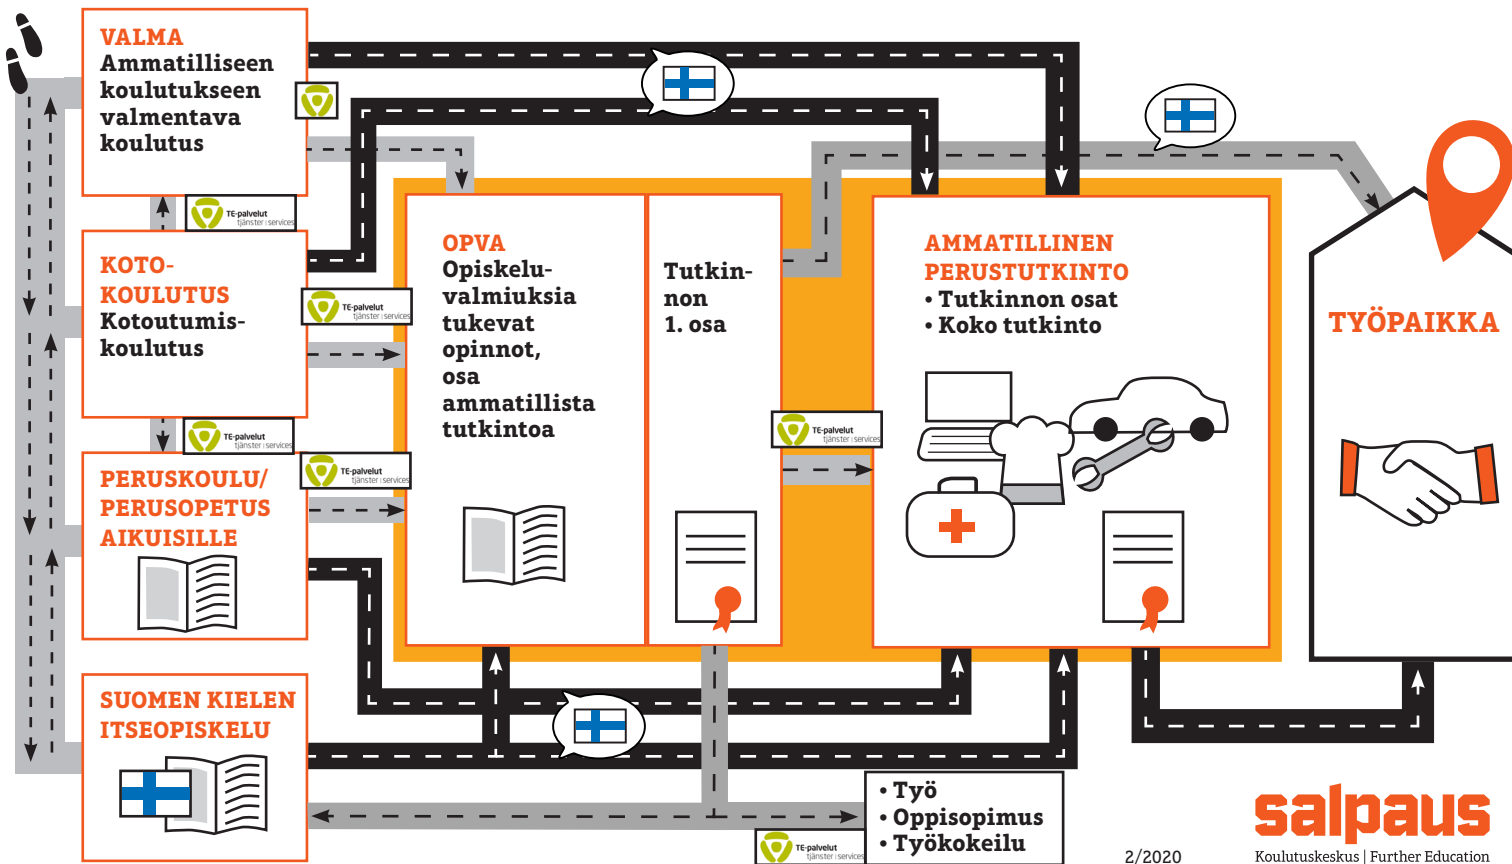 VALMA
Ammatilliseen
koulutukseen
valmentava
koulutus
TE-palvelut
tjänster i services
KOTO-
KOULUTUS
Kotoutumis-
koulutus
TE-palvelut
tjänster i services
TE-palvelut
tjänster i services
PERUSKOULU/
PERUSOPETUS
AIKUISILLE
TE-palvelut
tjänster i services
SUOMEN KIELEN
ITSEOPISKELU
OPVA
Opiskelu-
valmiuksia
tukevat
opinnot,
osa
ammatillista
tutkintoa
Tutkin-
non
1. osa
TE-palvelut
tjänster i services
AMMATILLINEN
PERUSTUTKINTO
• Tutkinnon osat
• Koko tutkinto
TYÖPAIKKA
• Työ
• Oppisopimus
• Työkokeilu
TE-palvelut
tjänster i services
2/2020
salpaus
Koulutuskeskus | Further Education